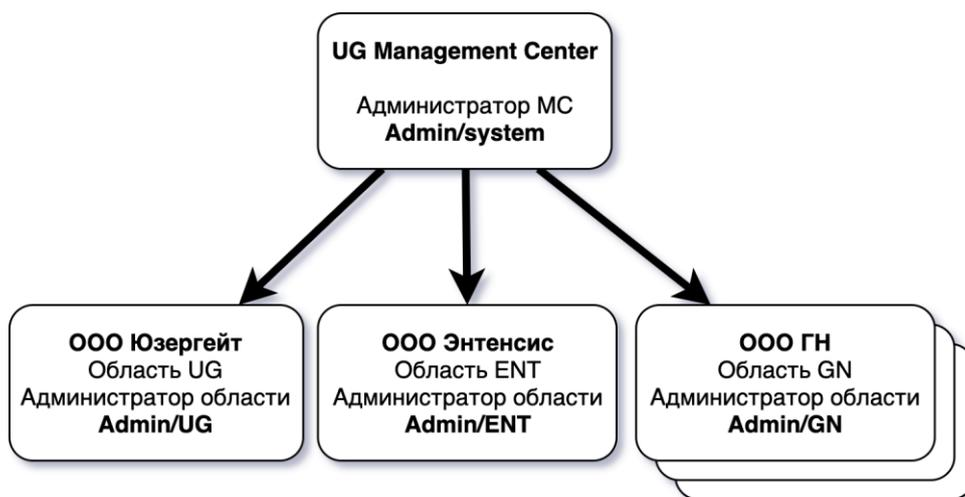 UG Management Center
Администратор МС
Admin/system
ООО Юзергейт
Область UG
Администратор области
Admin/UG
ООО Энтенсис
Область ENT
Администратор области
Admin/ENT
ООО ГН
Область GN
Администратор области
Admin/GN